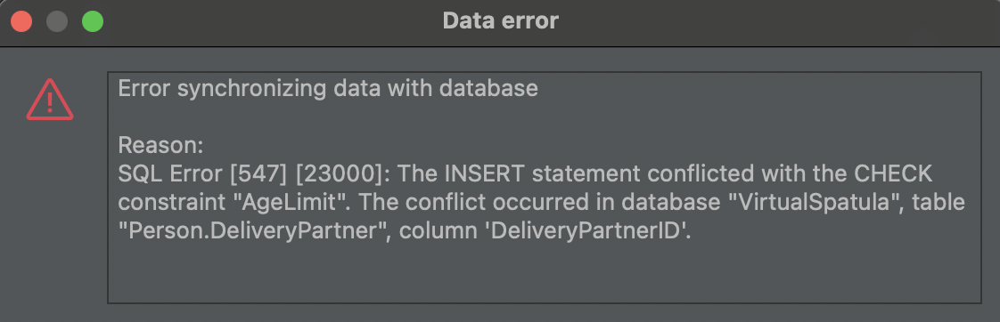 Data error
Error synchronizing data with database
Reason:
SQL Error [547] [23000]: The INSERT statement conflicted with the CHECK
constraint "AgeLimit". The conflict occurred in database "VirtualSpatula", table
"Person.DeliveryPartner", column 'DeliveryPartnerID'.